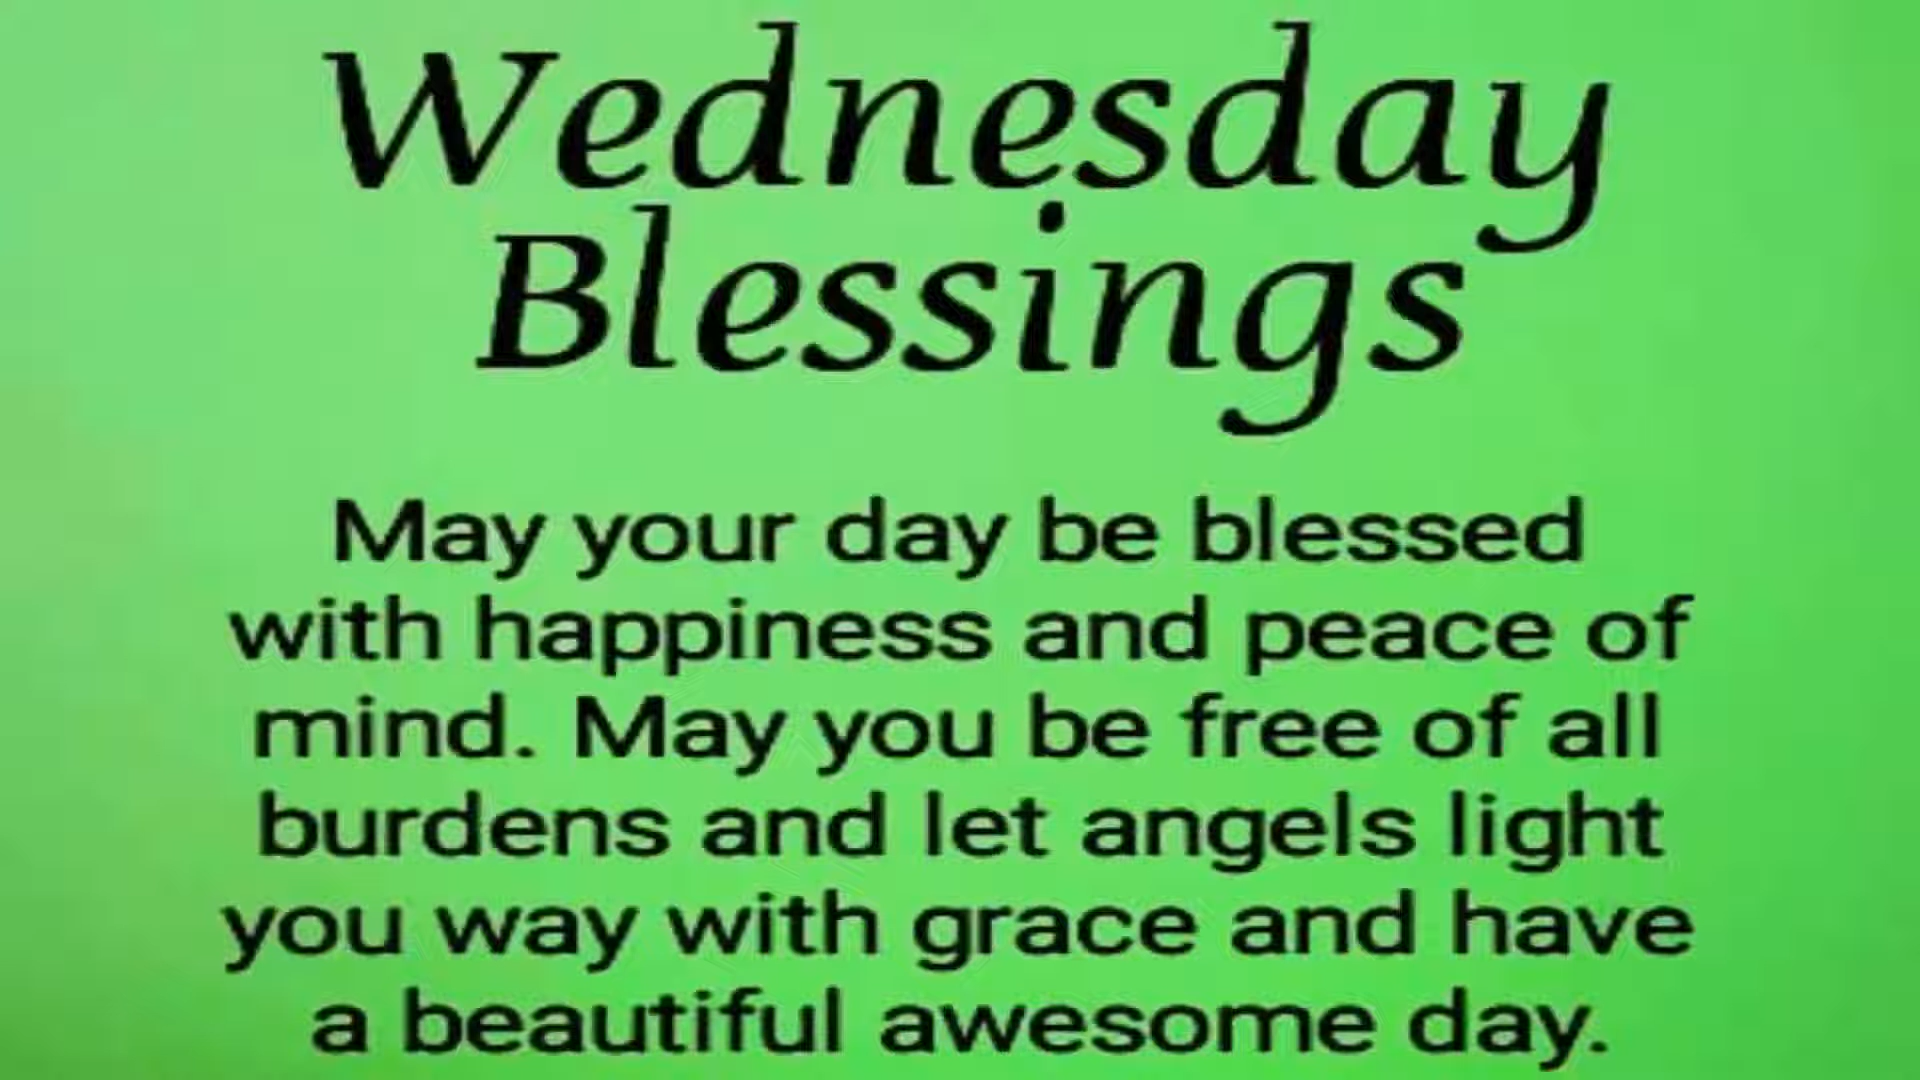 Wednesday
Blessings
May your day be blessed
with happiness and peace of
mind. May you be free of all
burdens and let angels light
you way with grace and have
a beautiful awesome day.